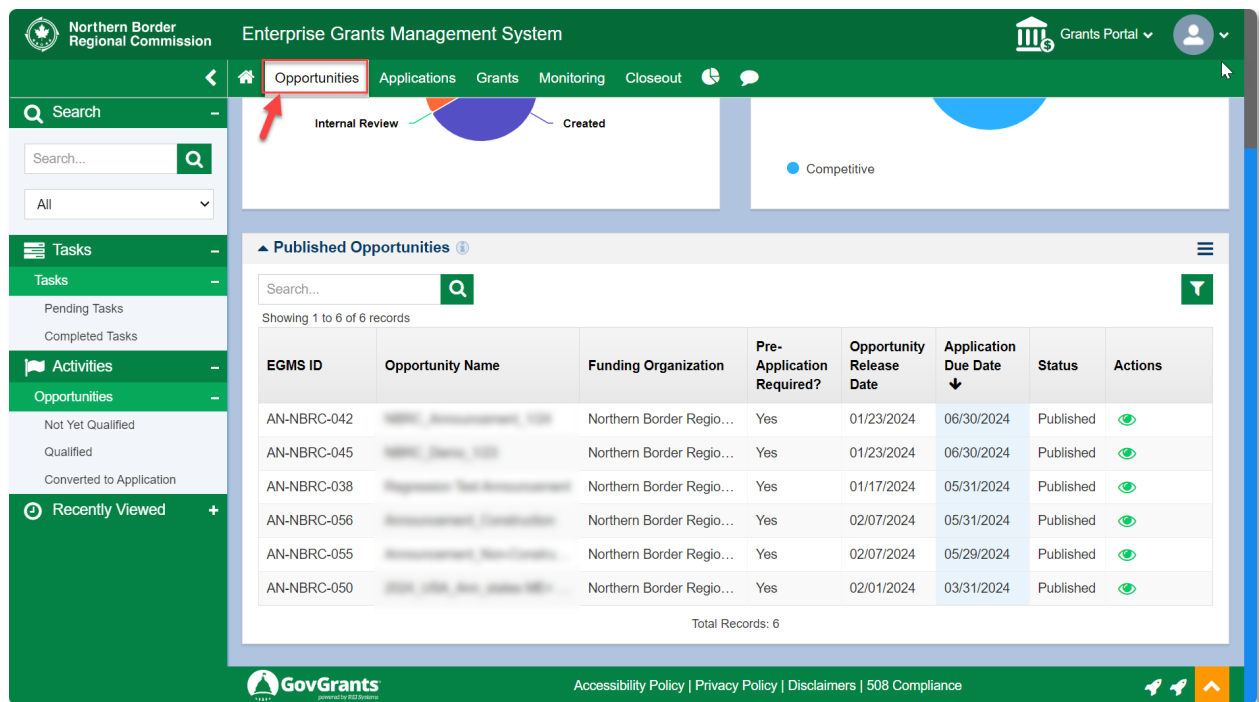 Northern Border
Regional Commission
Enterprise Grants Management System
Grants Portal
Opportunities Applications Grants Monitoring Closeout
Search
Search...
All
Tasks
Tasks
Pending Tasks
Completed Tasks
Activities
Opportunities
Not Yet Qualified
Qualified
Converted to Application
Recently Viewed
Internal Review
Created
Competitive
Published Opportunities
Search...
Showing 1 to 6 of 6 records
EGMS ID Opportunity Name Funding Organization Pre-Application Required? Opportunity Release Date Application Due Date Status Actions
AN-NBRC-042 Northern Border Regio... Yes 01/23/2024 06/30/2024 Published
AN-NBRC-045 Northern Border Regio... Yes 01/23/2024 06/30/2024 Published
AN-NBRC-038 Northern Border Regio... Yes 01/17/2024 05/31/2024 Published
AN-NBRC-056 Northern Border Regio... Yes 02/07/2024 05/31/2024 Published
AN-NBRC-055 Northern Border Regio... Yes 02/07/2024 05/29/2024 Published
AN-NBRC-050 Northern Border Regio... Yes 02/01/2024 03/31/2024 Published
Total Records: 6
GovGrants
powered by REI Systems
Accessibility Policy | Privacy Policy | Disclaimers | 508 Compliance